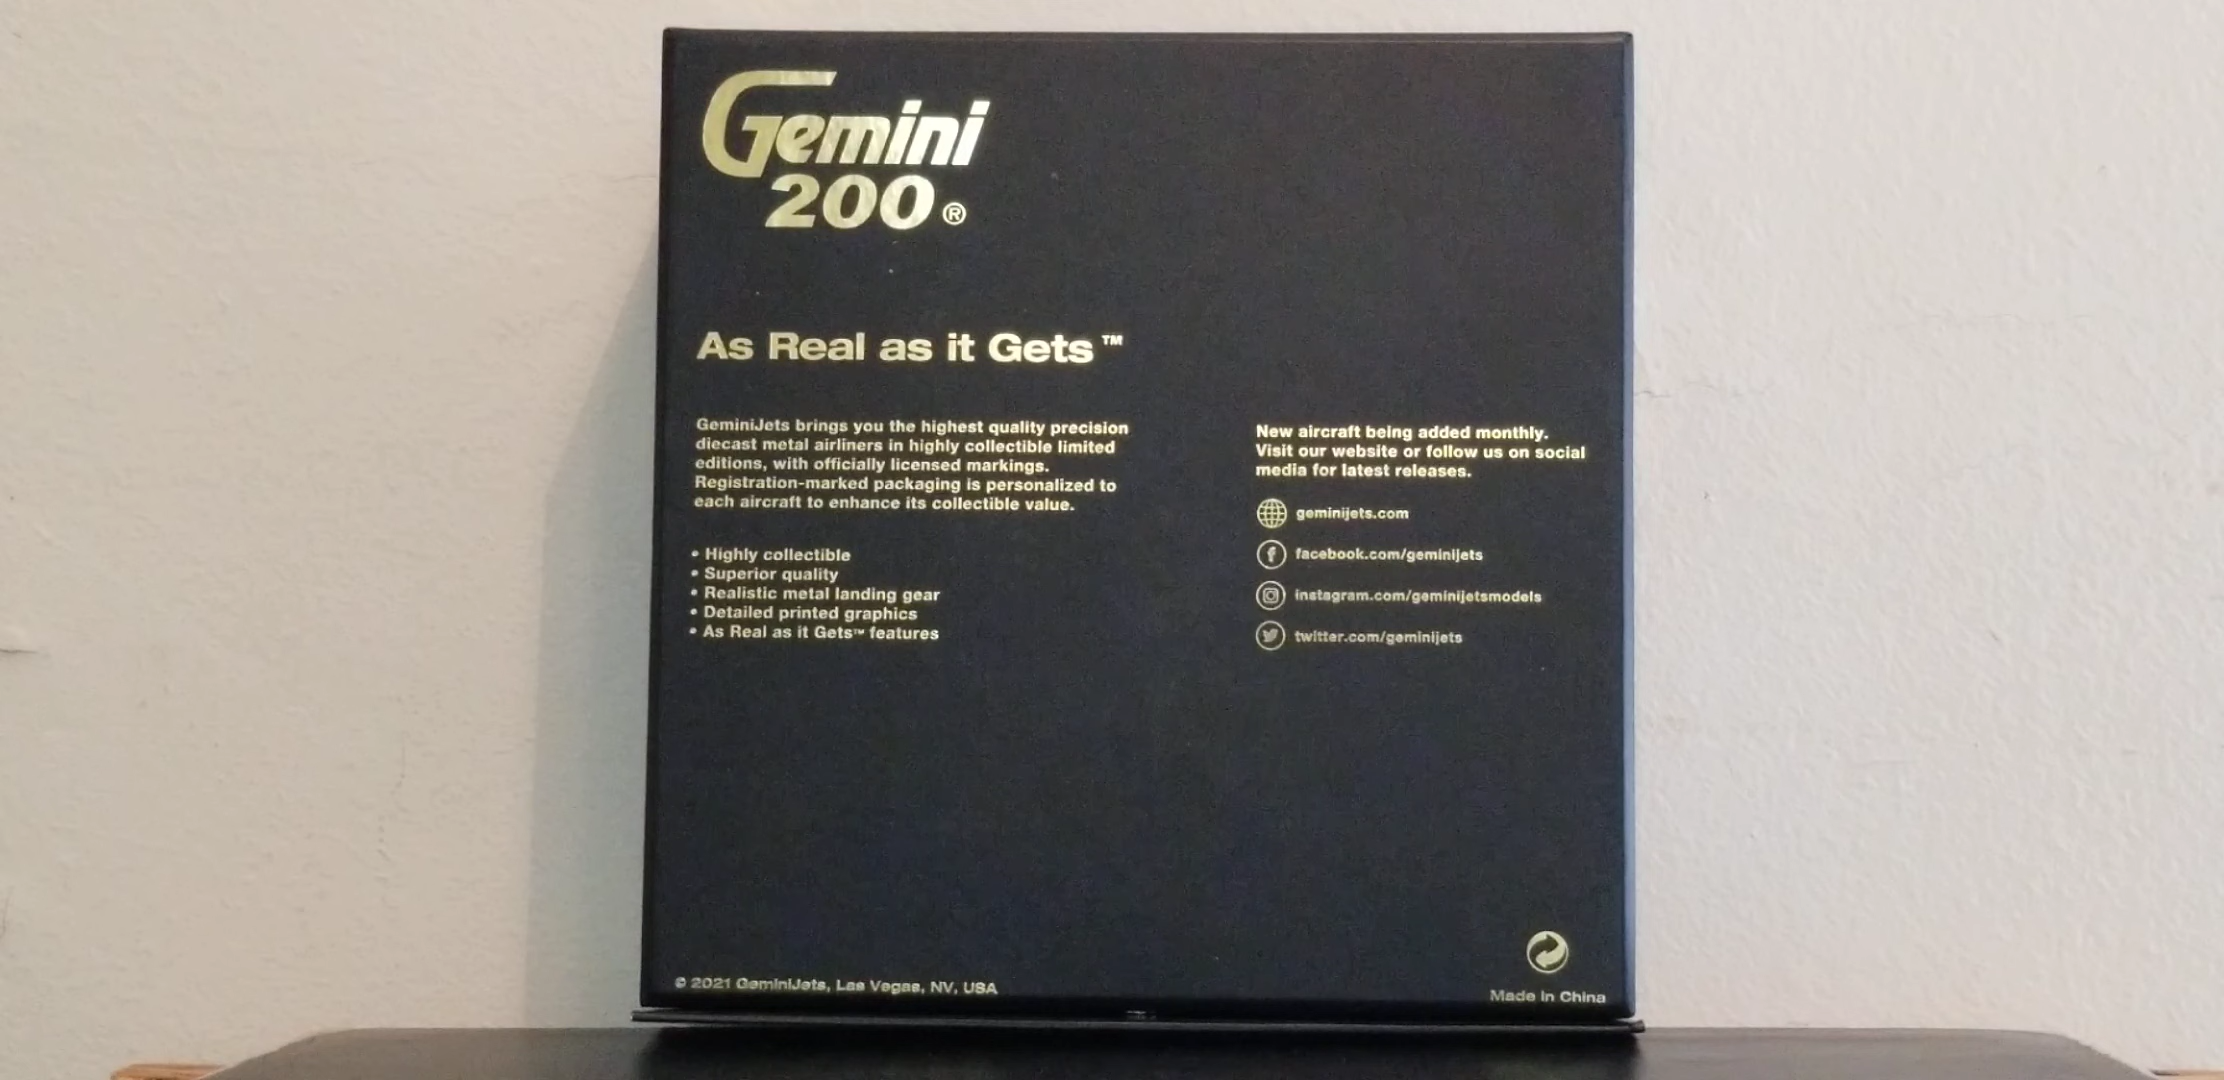 Gemini
200®
As Real as it Gets™
GeminiJets brings you the highest quality precision
diecast metal airliners in highly collectible limited
editions, with officially licensed markings.
Registration-marked packaging is personalized to
each aircraft to enhance its collectible value.
• Highly collectible
• Superior quality
• Realistic metal landing gear
• Detailed printed graphics
• As Real as it Gets™ features
New aircraft being added monthly.
Visit our website or follow us on social
media for latest releases.
geminijets.com
facebook.com/geminijets
instagram.com/geminijetsmodels
twitter.com/geminijets
© 2021 GeminiJets, Las Vegas, NV, USA
Made in China